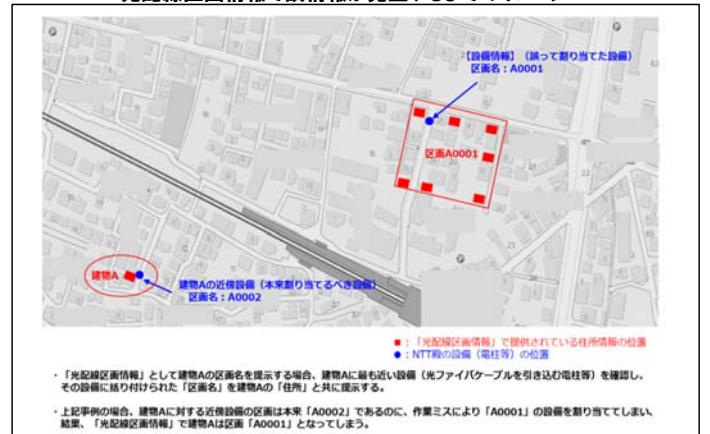 【設備情報】（誤って割り当てた設備）
区画名：A0001
区画A0001
建物A
建物Aの近傍設備（本来割り当てるべき設備）
区画名：A0002
■：「光配線区画情報」で提供されている住所情報の位置
●：NTT殿の設備（電柱等）の位置
・「光配線区画情報」として建物Aの区画名を提示する場合、建物Aに最も近い設備（光ファイバケーブルを引き込む電柱等）を確認し、
その設備に括り付けられた「区画名」を建物Aの「住所」と共に提示する。
・上記事例の場合、建物Aに対する近傍設備の区画は本来「A0002」であるのに、作業ミスにより「A0001」の設備を割り当ててしまい、
結果、「光配線区画情報」で建物Aは区画「A0001」となってしまう。